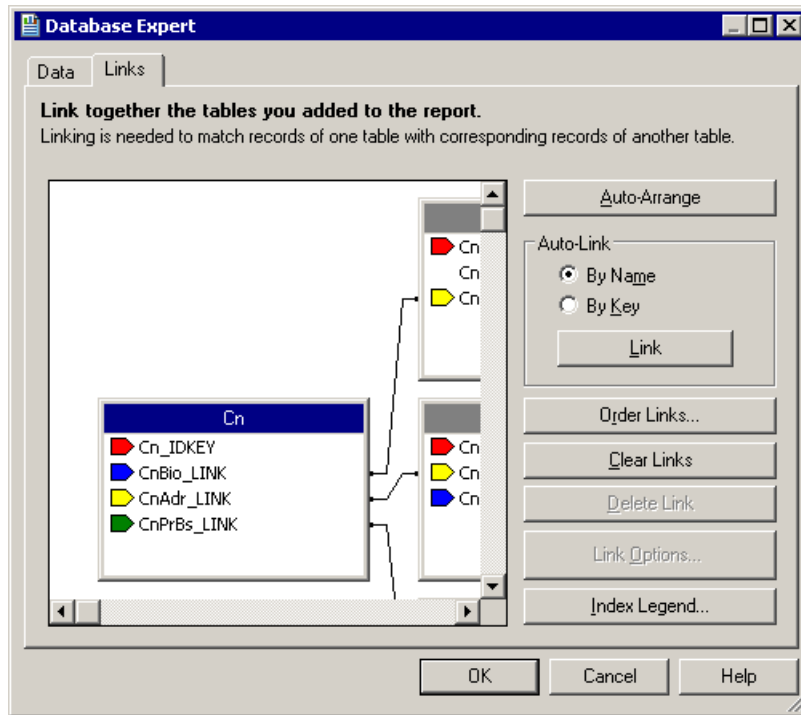 Database Expert
Data
Links
Link together the tables you added to the report.
Linking is needed to match records of one table with corresponding records of another table.
Cn
Cn
Cn
Cn
Cn_IDKEY
CnBio_LINK
CnAdr_LINK
CnPrBs_LINK
Cn
Cn
Cn
Auto-Arrange
Auto-Link
By Name
By Key
Link
Order Links...
Clear Links
Delete Link
Link Options...
Index Legend...
OK
Cancel
Help